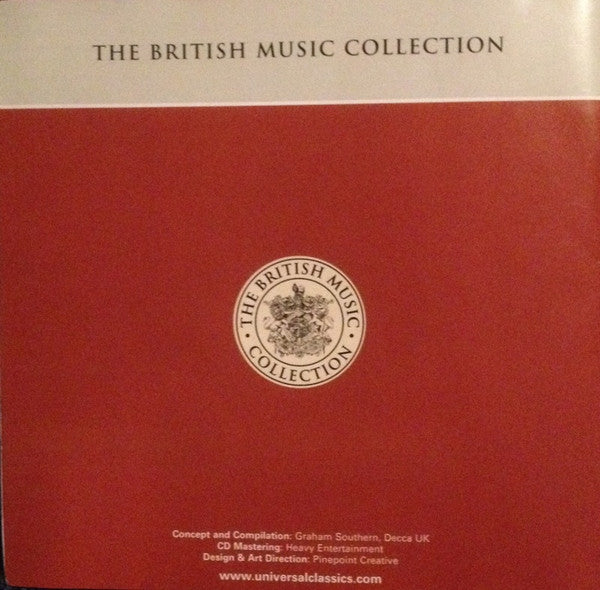 THE BRITISH MUSIC COLLECTION
• THE BRITISH MUSIC •
COLLECTION
Concept and Compilation: Graham Southern, Decca UK
CD Mastering: Heavy Entertainment
Design & Art Direction: Pinepoint Creative
www.universalclassics.com